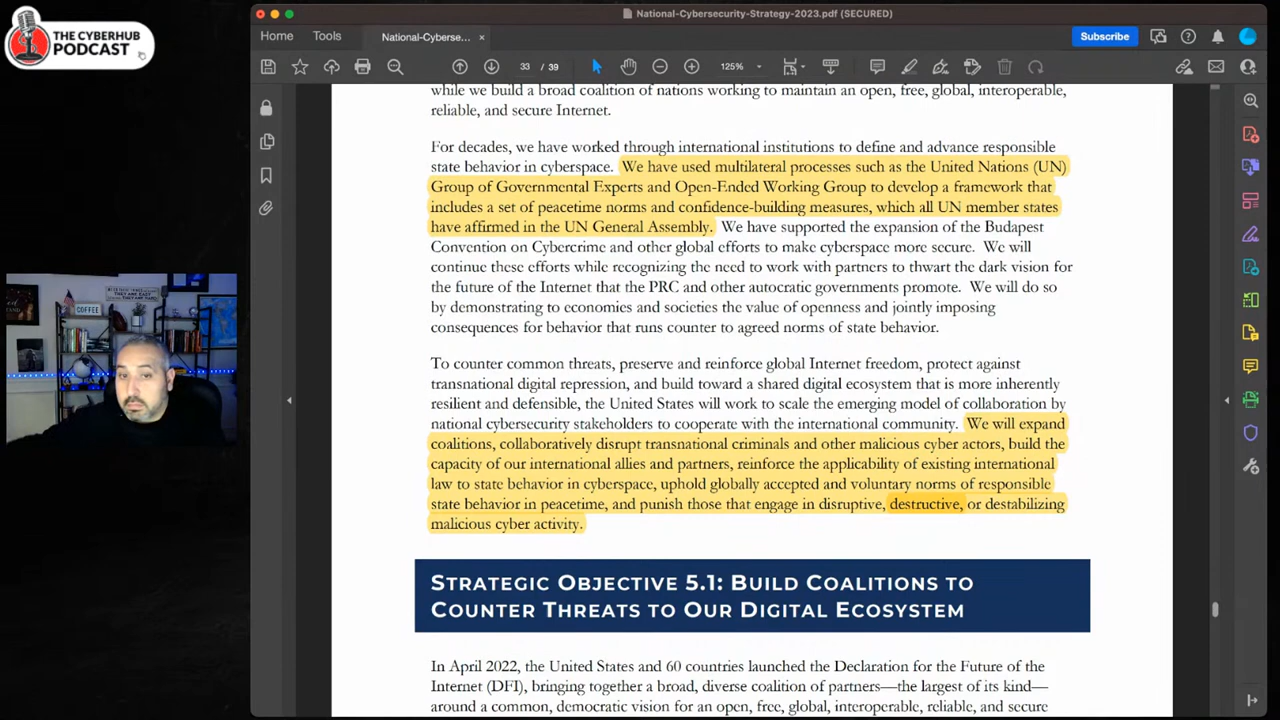 THE CYBERHUB
PODCAST
National-Cybersecurity-Strategy-2023.pdf (SECURED)
Home
Tools
National-Cyberse...
Subscribe
33 / 39
125%
while we build a broad coalition of nations working to maintain an open, free, global, interoperable,
reliable, and secure Internet.
For decades, we have worked through international institutions to define and advance responsible
state behavior in cyberspace. We have used multilateral processes such as the United Nations (UN)
Group of Governmental Experts and Open-Ended Working Group to develop a framework that
includes a set of peacetime norms and confidence-building measures, which all UN member states
have affirmed in the UN General Assembly. We have supported the expansion of the Budapest
Convention on Cybercrime and other global efforts to make cyberspace more secure. We will
continue these efforts while recognizing the need to work with partners to thwart the dark vision for
the future of the Internet that the PRC and other autocratic governments promote. We will do so
by demonstrating to economies and societies the value of openness and jointly imposing
consequences for behavior that runs counter to agreed norms of state behavior.
To counter common threats, preserve and reinforce global Internet freedom, protect against
transnational digital repression, and build toward a shared digital ecosystem that is more inherently
resilient and defensible, the United States will work to scale the emerging model of collaboration by
national cybersecurity stakeholders to cooperate with the international community. We will expand
coalitions, collaboratively disrupt transnational criminals and other malicious cyber actors, build the
capacity of our international allies and partners, reinforce the applicability of existing international
law to state behavior in cyberspace, uphold globally accepted and voluntary norms of responsible
state behavior in peacetime, and punish those that engage in disruptive, destructive, or destabilizing
malicious cyber activity.
STRATEGIC OBJECTIVE 5.1: BUILD COALITIONS TO
COUNTER THREATS TO OUR DIGITAL ECOSYSTEM
In April 2022, the United States and 60 countries launched the Declaration for the Future of the
Internet (DFI), bringing together a broad, diverse coalition of partners—the largest of its kind—
around a common, democratic vision for an open, free, global, interoperable, reliable, and secure
COFFEE